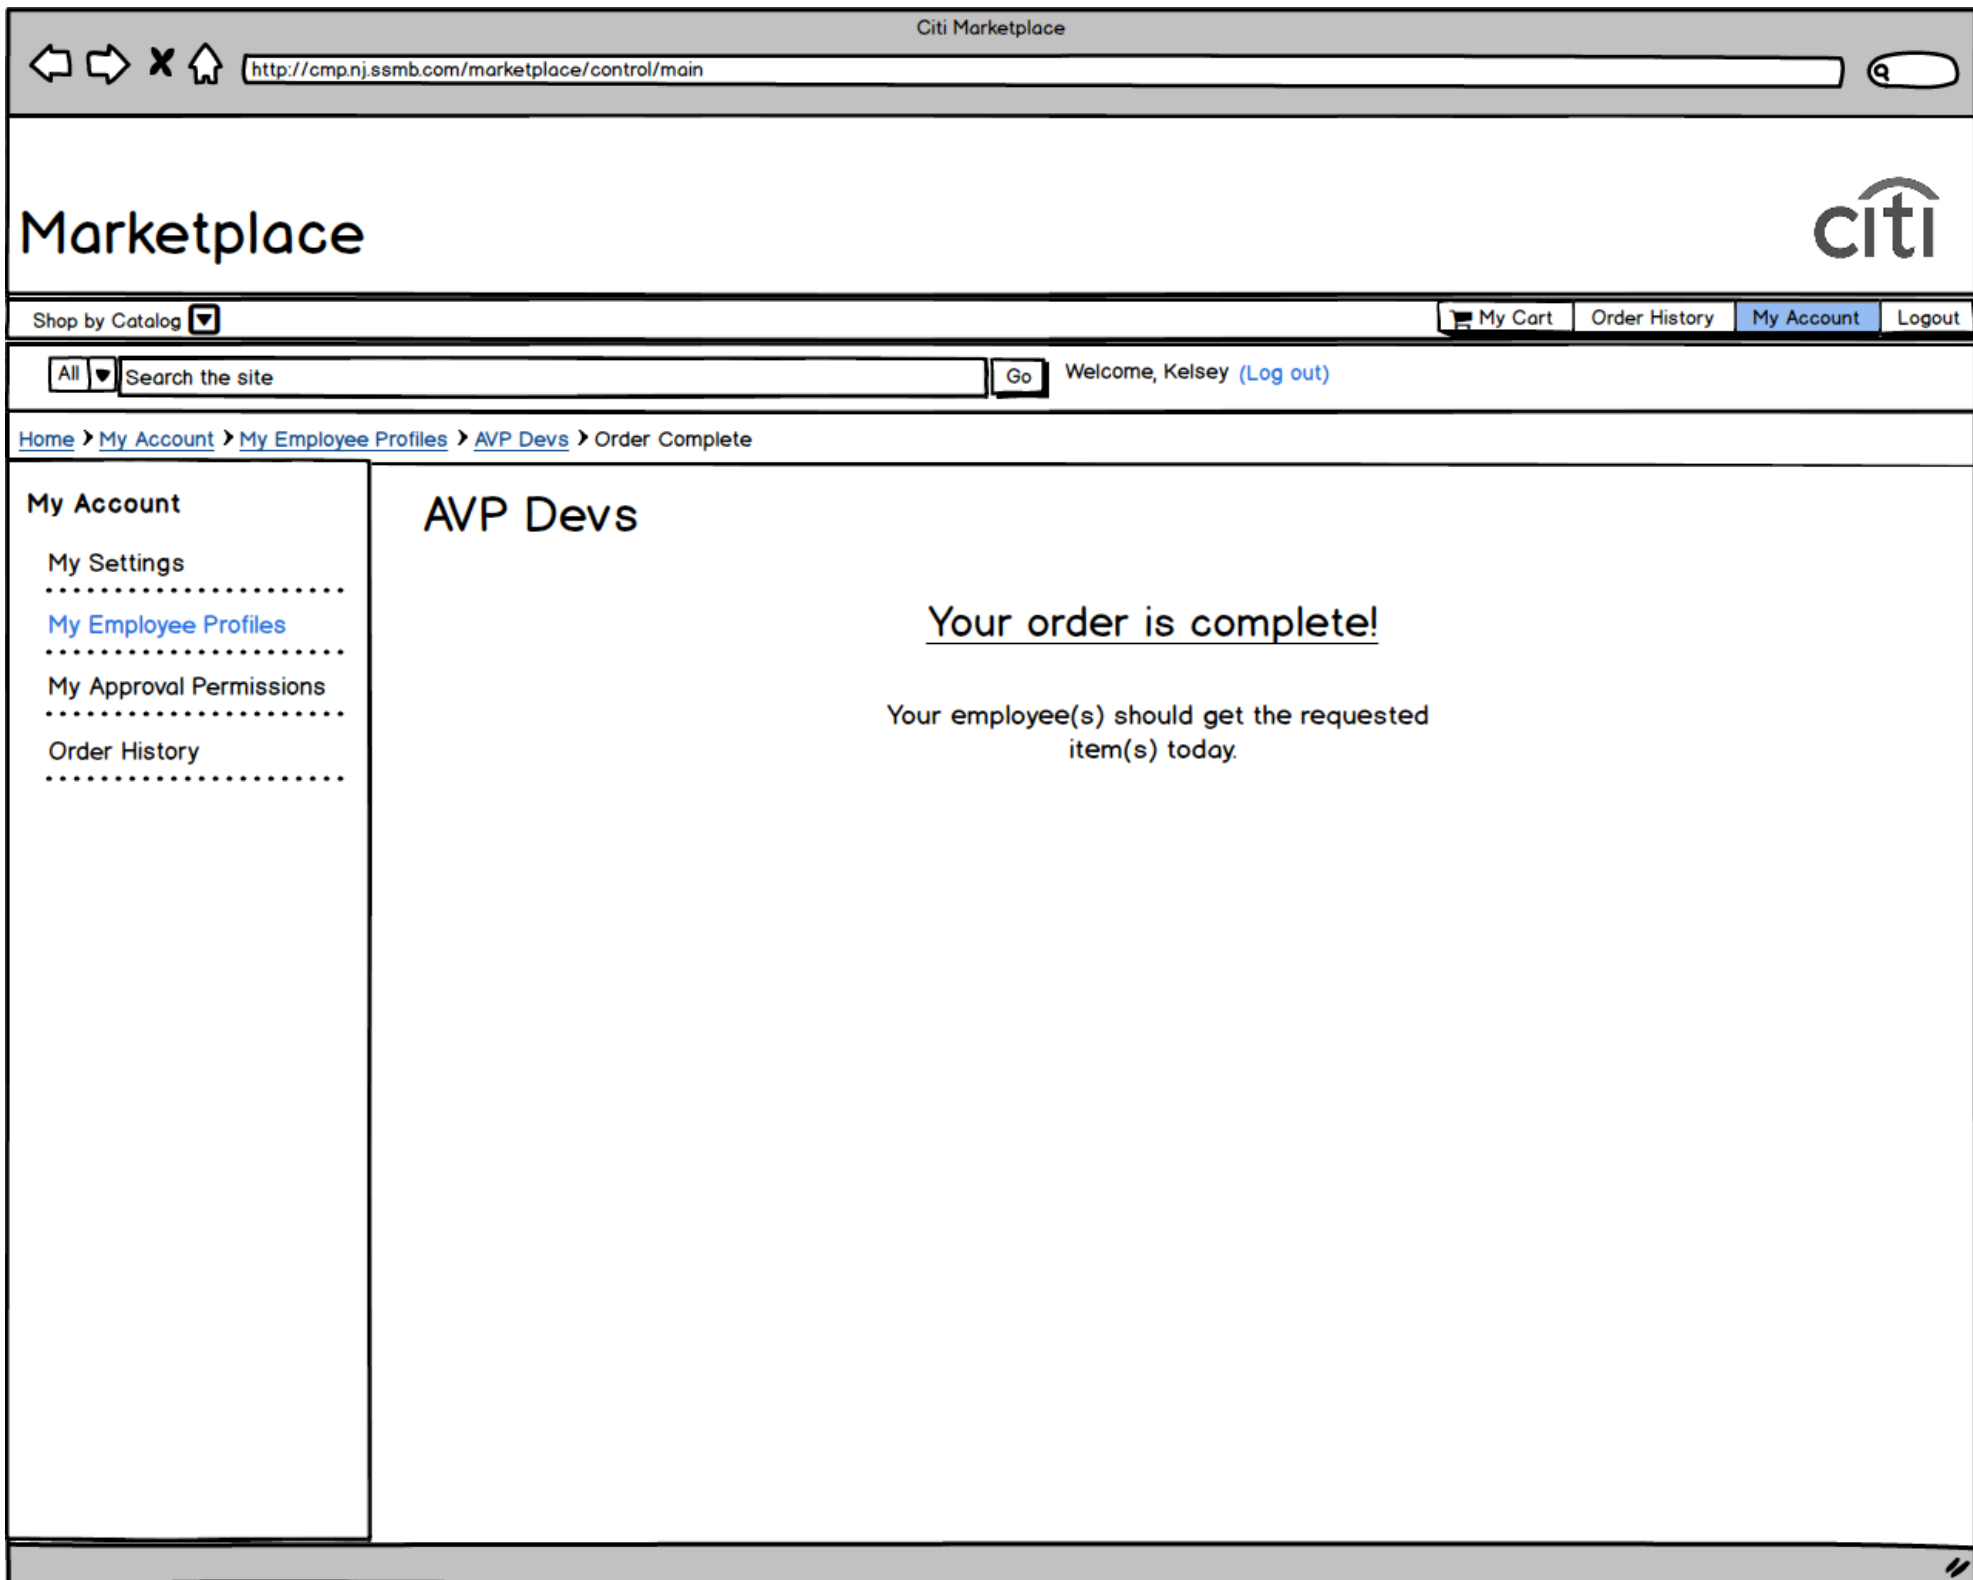 Citi Marketplace
http://cmp.nj.ssmb.com/marketplace/control/main
Marketplace
citi
Shop by Catalog
My Cart
Order History
My Account
Logout
All
Search the site
Go
Welcome, Kelsey (Log out)
Home > My Account > My Employee Profiles > AVP Devs > Order Complete
My Account
My Settings
My Employee Profiles
My Approval Permissions
Order History
AVP Devs
Your order is complete!
Your employee(s) should get the requested
item(s) today.